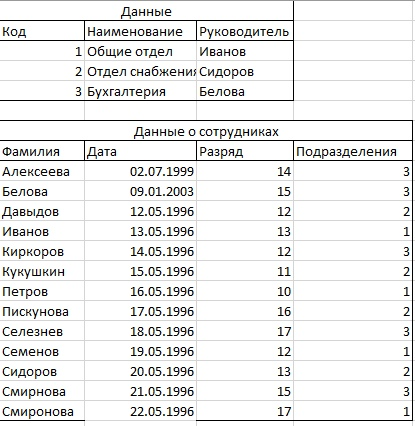 Данные
Код Наименование Руководитель
1 Общие отдел Иванов
2 Отдел снабжения Сидоров
3 Бухгалтерия Белова
Данные о сотрудниках
Фамилия Дата Разряд Подразделения
Алексеева 02.07.1999 14 3
Белова 09.01.2003 15 3
Давыдов 12.05.1996 12 2
Иванов 13.05.1996 13 1
Киркоров 14.05.1996 12 3
Кукушкин 15.05.1996 11 2
Петров 16.05.1996 10 1
Пискунова 17.05.1996 16 2
Селезнев 18.05.1996 17 3
Семенов 19.05.1996 12 1
Сидоров 20.05.1996 13 2
Смирнова 21.05.1996 15 3
Смиронова 22.05.1996 17 1